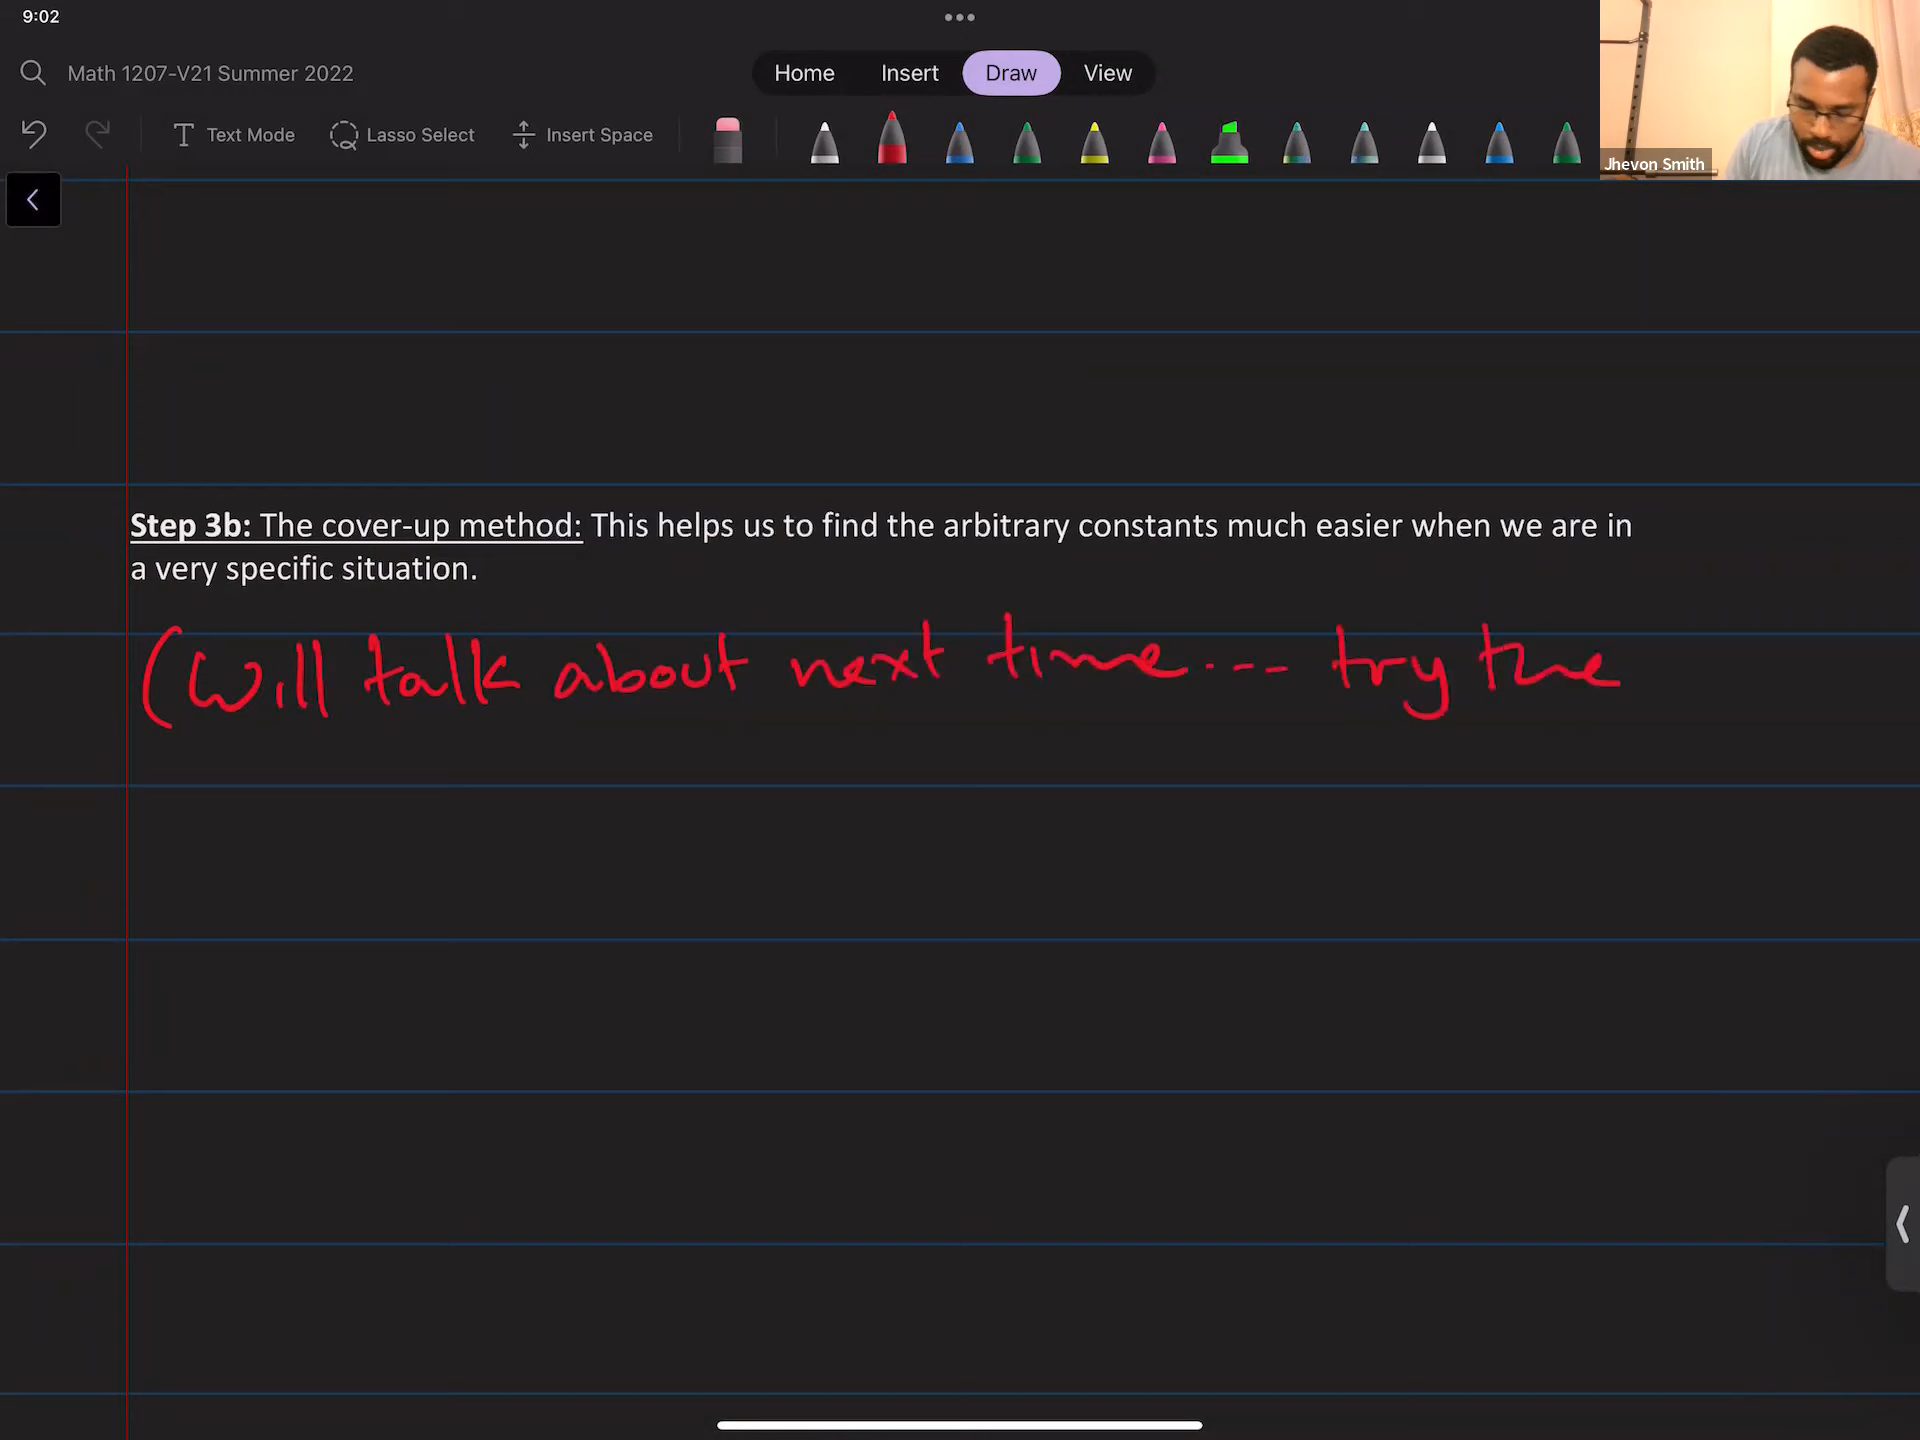 9:02
Math 1207-V21 Summer 2022
Home Insert Draw View
Text Mode Lasso Select Insert Space
Jhevon Smith
Step 3b: The cover-up method: This helps us to find the arbitrary constants much easier when we are in
a very specific situation.
(Will talk about next time... try the